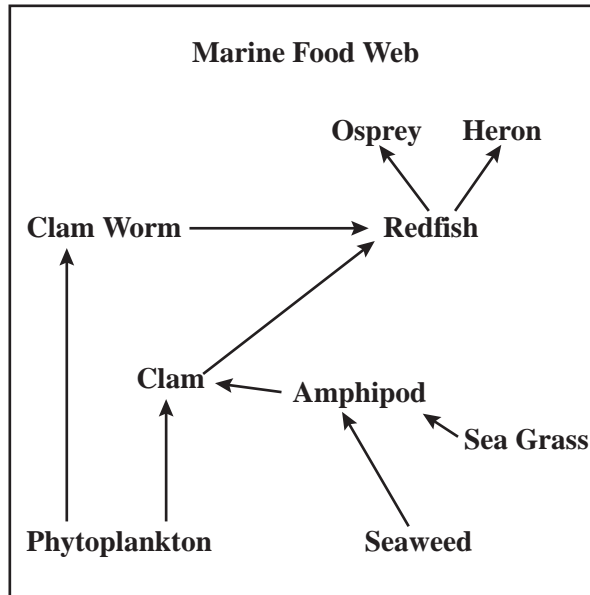 Marine Food Web
Osprey
Heron
Clam Worm
Redfish
Clam
Amphipod
Sea Grass
Phytoplankton
Seaweed